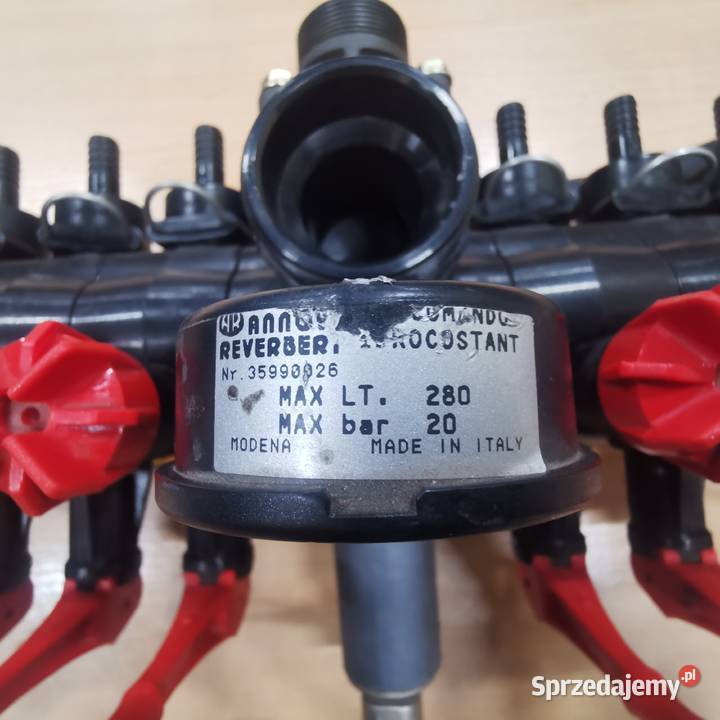 REVERBERI
Nr. 35990026
MAX LT. 280
MAX bar 20
MODENA MADE IN ITALY
Sprzedajemy.pl